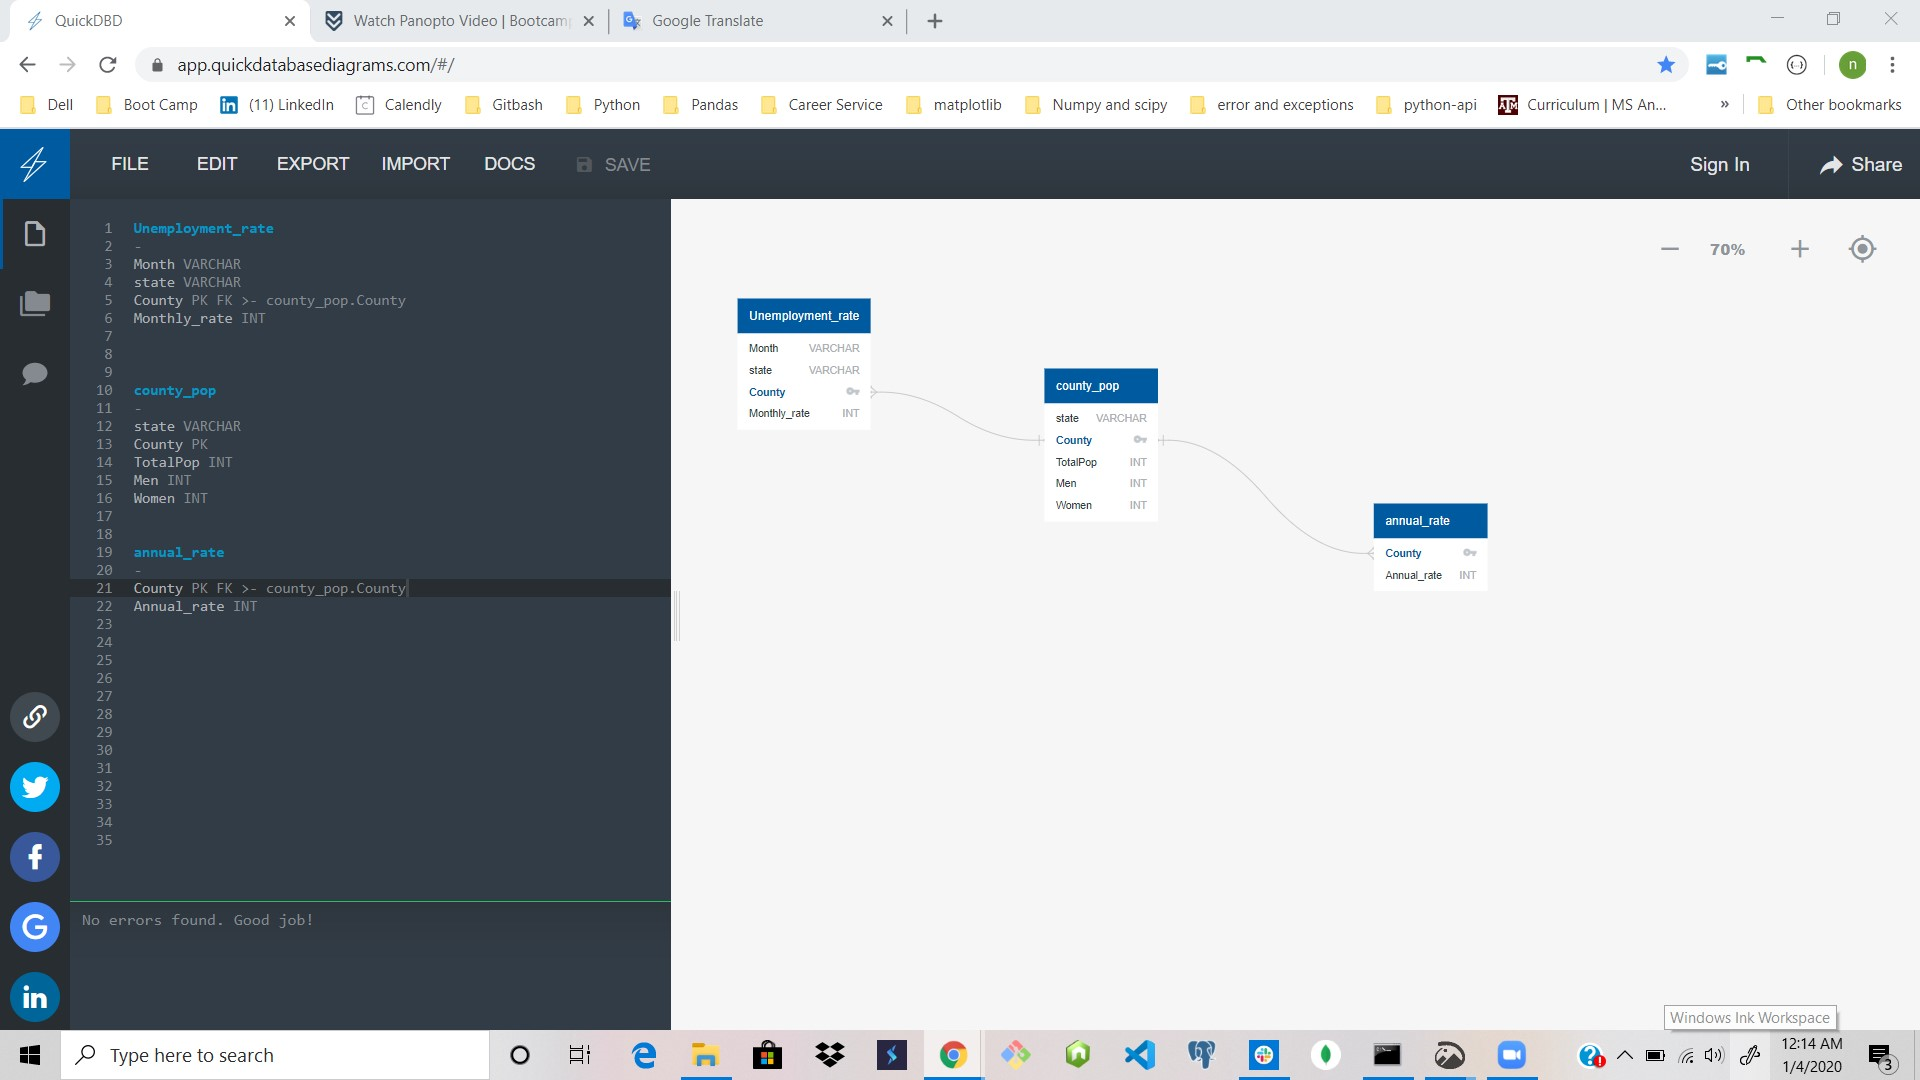 QuickDBD
Watch Panopto Video | Bootcam
Google Translate
app.quickdatabasediagrams.com/#/
n
Dell
Boot Camp
(11) LinkedIn
Calendly
Gitbash
Python
Pandas
Career Service
matplotlib
Numpy and scipy
error and exceptions
python-api
Curriculum | MS An...
»
Other bookmarks
FILE EDIT EXPORT IMPORT DOCS SAVE
Sign In
Share
1 Unemployment_rate
2 -
3 Month VARCHAR
4 state VARCHAR
5 County PK FK >- county_pop.County
6 Monthly_rate INT
7
8
9
10 county_pop
11 -
12 state VARCHAR
13 County PK
14 TotalPop INT
15 Men INT
16 Women INT
17
18
19 annual_rate
20 -
21 County PK FK >- county_pop.County
22 Annual_rate INT
23
24
25
26
27
28
29
30
31
32
33
34
35
No errors found. Good job!
70%
Unemployment_rate
Month VARCHAR
state VARCHAR
County
Monthly_rate INT
county_pop
state VARCHAR
County
TotalPop INT
Men INT
Women INT
annual_rate
County
Annual_rate INT
Windows Ink Workspace
Type here to search
12:14 AM
1/4/2020
3